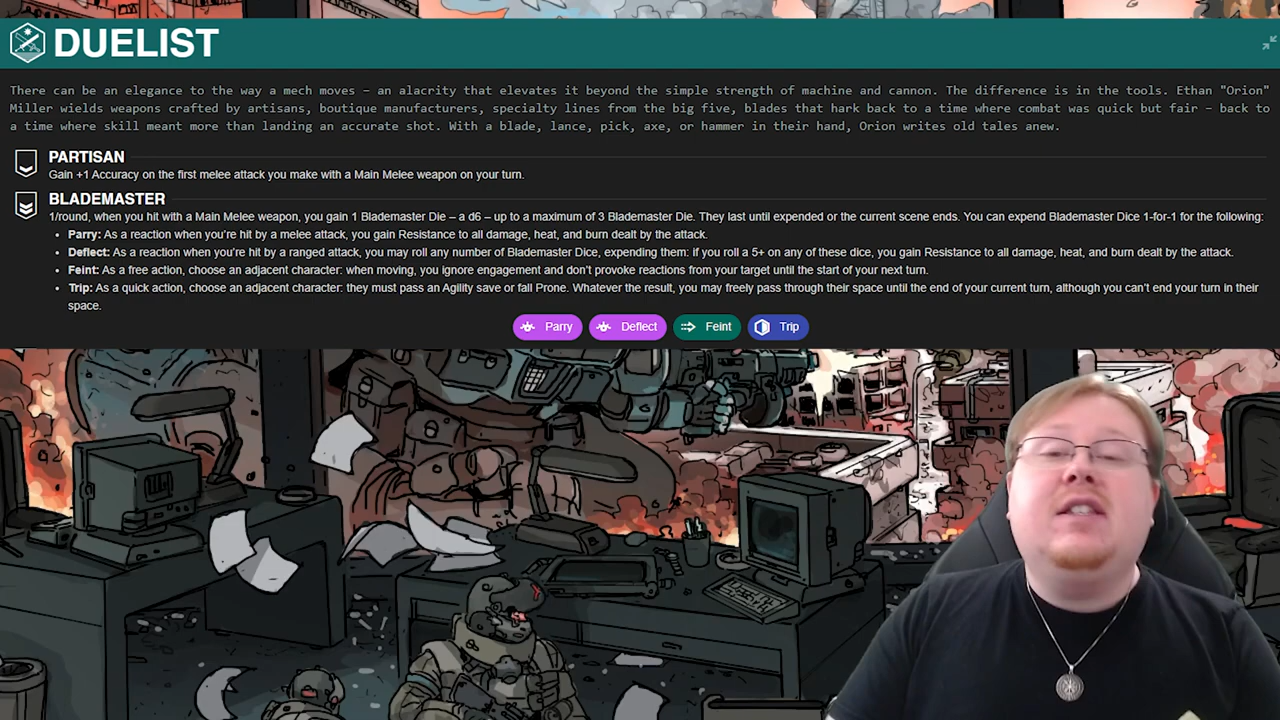 DUELIST
There can be an elegance to the way a mech moves – an alacrity that elevates it beyond the simple strength of machine and cannon. The difference is in the tools. Ethan "Orion"
Miller wields weapons crafted by artisans, boutique manufacturers, specialty lines from the big five, blades that hark back to a time where combat was quick but fair – back to
a time where skill meant more than landing an accurate shot. With a blade, lance, pick, axe, or hammer in their hand, Orion writes old tales anew.
PARTISAN
Gain +1 Accuracy on the first melee attack you make with a Main Melee weapon on your turn.
BLADEMASTER
1/round, when you hit with a Main Melee weapon, you gain 1 Blademaster Die – a d6 – up to a maximum of 3 Blademaster Die. They last until expended or the current scene ends. You can expend Blademaster Dice 1-for-1 for the following:
• Parry: As a reaction when you're hit by a melee attack, you gain Resistance to all damage, heat, and burn dealt by the attack.
• Deflect: As a reaction when you're hit by a ranged attack, you may roll any number of Blademaster Dice, expending them: if you roll a 5+ on any of these dice, you gain Resistance to all damage, heat, and burn dealt by the attack.
• Feint: As a free action, choose an adjacent character: when moving, you ignore engagement and don't provoke reactions from your target until the start of your next turn.
• Trip: As a quick action, choose an adjacent character: they must pass an Agility save or fall Prone. Whatever the result, you may freely pass through their space until the end of your current turn, although you can't end your turn in their
space.
Parry Deflect Feint Trip